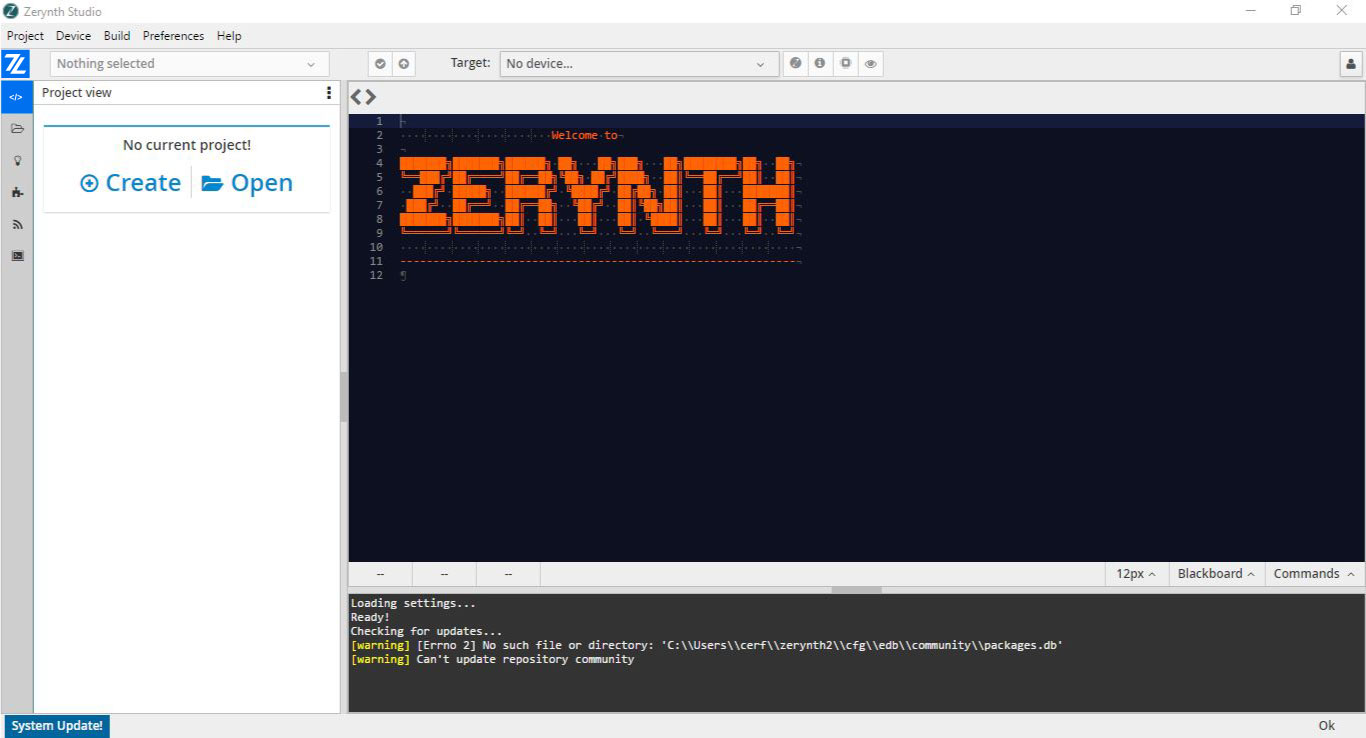 Zerynth Studio
Project Device Build Preferences Help
Nothing selected
Target: No device...
Project view
No current project!
Create Open
1
2 Welcome to
3
4
5
6
7
8
9
10
11
12
ZERYNTH
-- -- --
12px Blackboard Commands
Loading settings...
Ready!
Checking for updates...
[warning] [Errno 2] No such file or directory: 'C:\\Users\\cerf\\zerynth2\\cfg\\edb\\community\\packages.db'
[warning] Can't update repository community
System Update! Ok